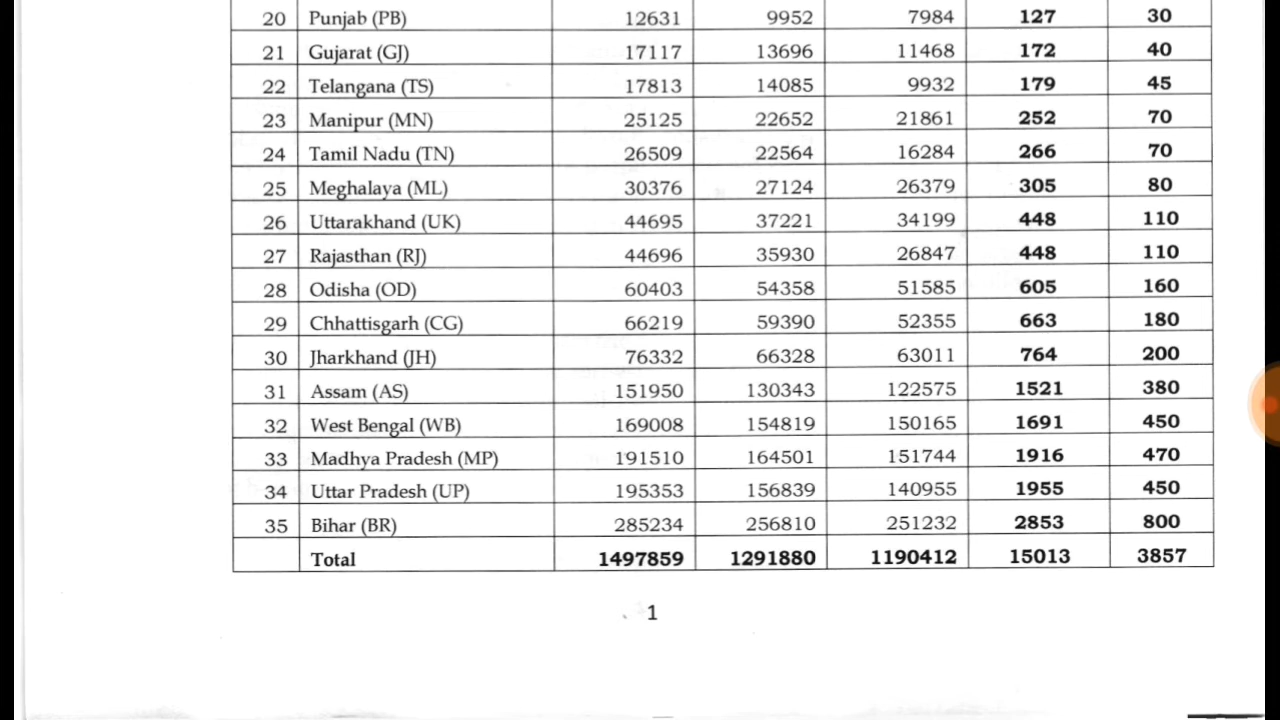 20 Punjab (PB) 12631 9952 7984 127 30
21 Gujarat (GJ) 17117 13696 11468 172 40
22 Telangana (TS) 17813 14085 9932 179 45
23 Manipur (MN) 25125 22652 21861 252 70
24 Tamil Nadu (TN) 26509 22564 16284 266 70
25 Meghalaya (ML) 30376 27124 26379 305 80
26 Uttarakhand (UK) 44695 37221 34199 448 110
27 Rajasthan (RJ) 44696 35930 26847 448 110
28 Odisha (OD) 60403 54358 51585 605 160
29 Chhattisgarh (CG) 66219 59390 52355 663 180
30 Jharkhand (JH) 76332 66328 63011 764 200
31 Assam (AS) 151950 130343 122575 1521 380
32 West Bengal (WB) 169008 154819 150165 1691 450
33 Madhya Pradesh (MP) 191510 164501 151744 1916 470
34 Uttar Pradesh (UP) 195353 156839 140955 1955 450
35 Bihar (BR) 285234 256810 251232 2853 800
Total 1497859 1291880 1190412 15013 3857
1